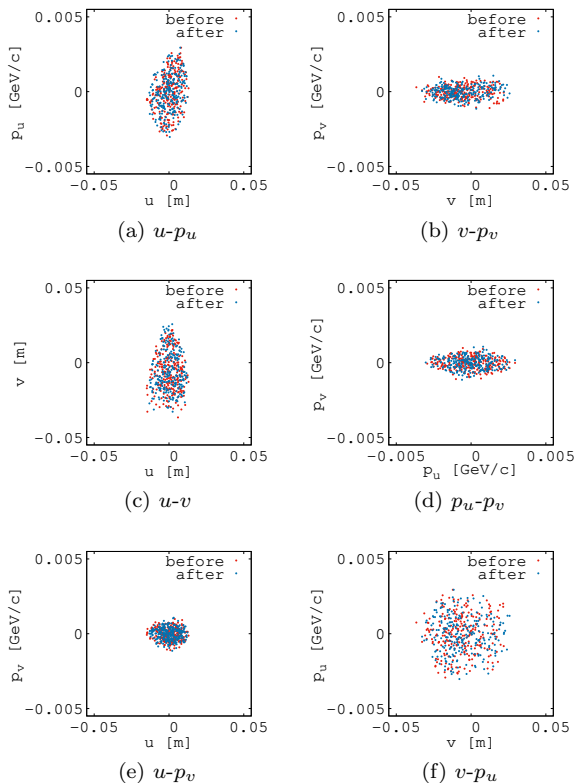 0.005
before
after
p_u [GeV/c]
0
−0.005
−0.05
0
0.05
u [m]
(a) u-p_u
0.005
before
after
p_v [GeV/c]
0
−0.005
−0.05
0
0.05
v [m]
(b) v-p_v
0.05
before
after
v [m]
0
−0.05
−0.05
0
0.05
u [m]
(c) u-v
0.005
before
after
p_v [GeV/c]
0
−0.005
−0.005
0
0.005
p_u [GeV/c]
(d) p_u-p_v
0.005
before
after
p_v [GeV/c]
0
−0.005
−0.05
0
0.05
u [m]
(e) u-p_v
0.005
before
after
p_u [GeV/c]
0
−0.005
−0.05
0
0.05
v [m]
(f) v-p_u